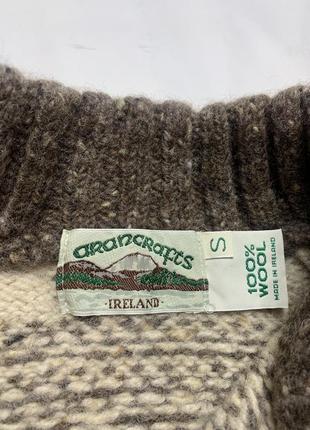 arancrafts
·IRELAND·
S
100%
WOOL
MADE IN IRELAND